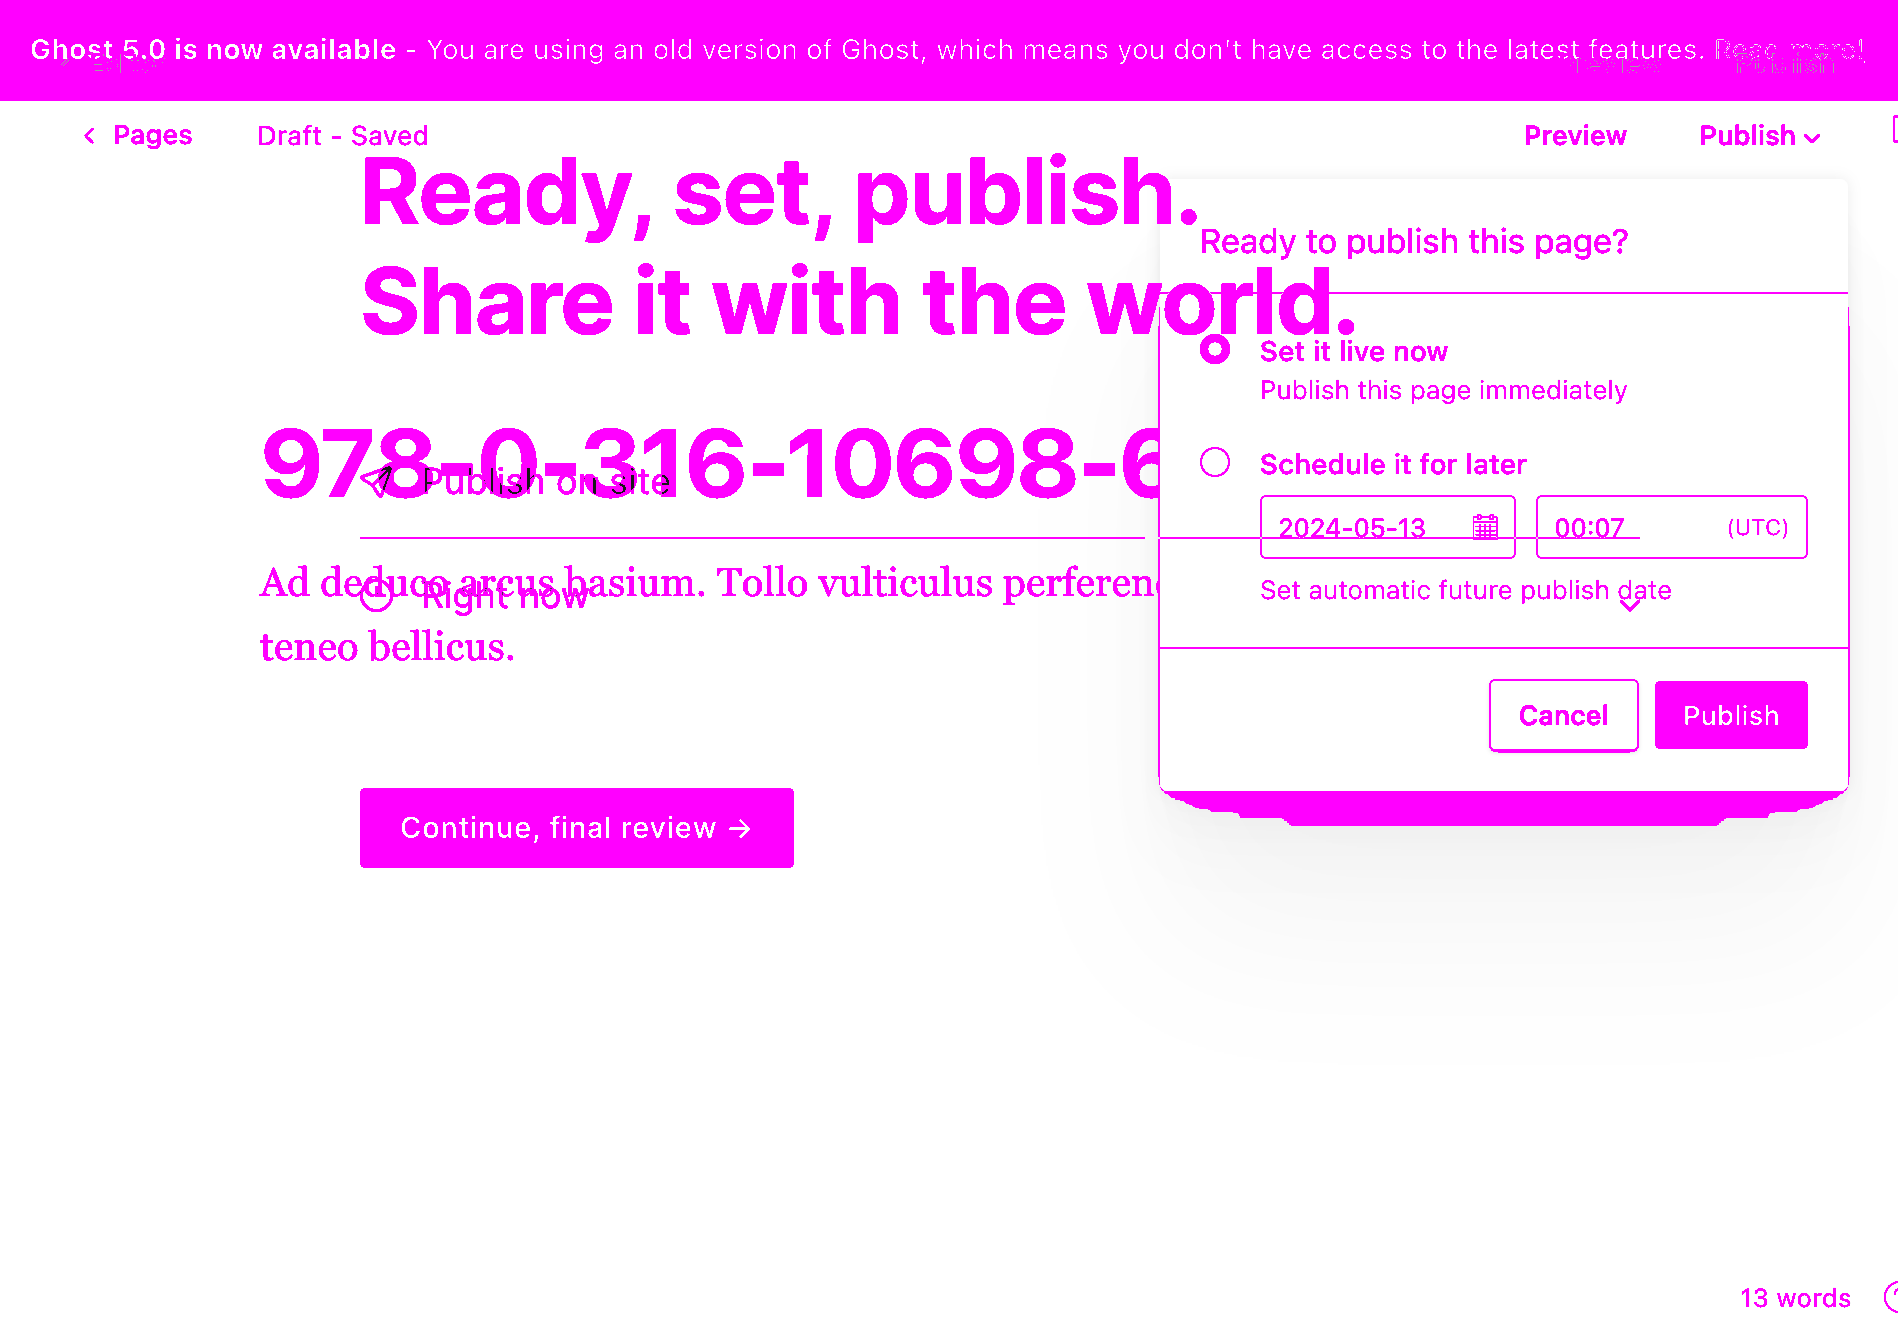 Ghost 5.0 is now available - You are using an old version of Ghost, which means you don't have access to the latest features. Read more!
Pages
Draft - Saved
Preview
Publish
Ready, set, publish.
Share it with the world.
Ready to publish this page?
Set it live now
Publish this page immediately
978-0-316-10698-6
Publish on site
Schedule it for later
2024-05-13
00:07
(UTC)
Set automatic future publish date
Ad deduco arcus basium. Tollo vulticulus
teneo bellicus.
Right now
Cancel
Publish
Continue, final review →
13 words